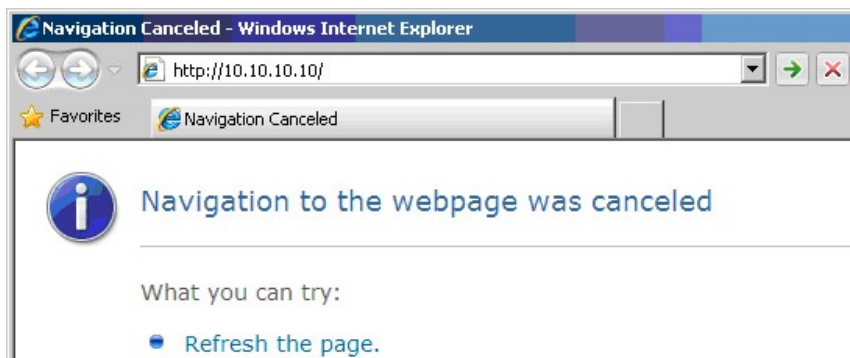 Navigation Canceled - Windows Internet Explorer
http://10.10.10.10/
Favorites
Navigation Canceled
Navigation to the webpage was canceled
What you can try:
Refresh the page.